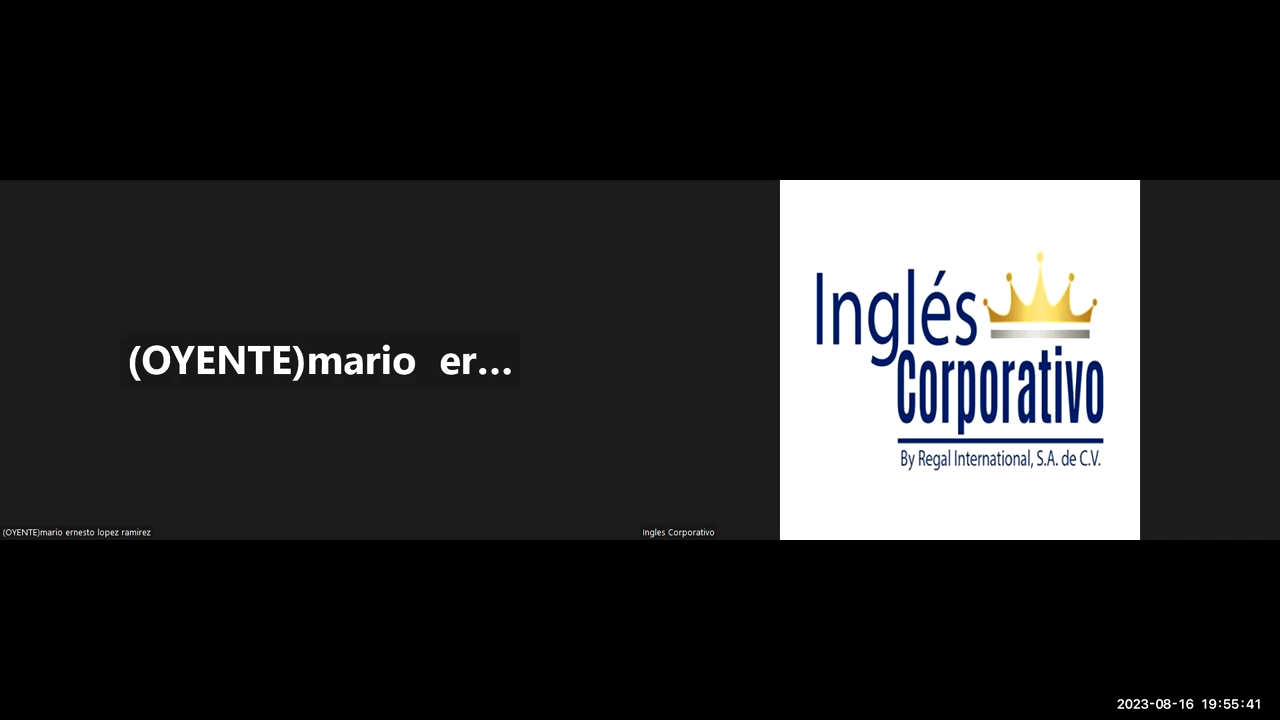 (OYENTE)mario er...
(OYENTE)mario ernesto lopez ramirez
Inglés
Corporativo
By Regal International, S.A. de C.V.
Ingles Corporativo
2023-08-16 19:55:41